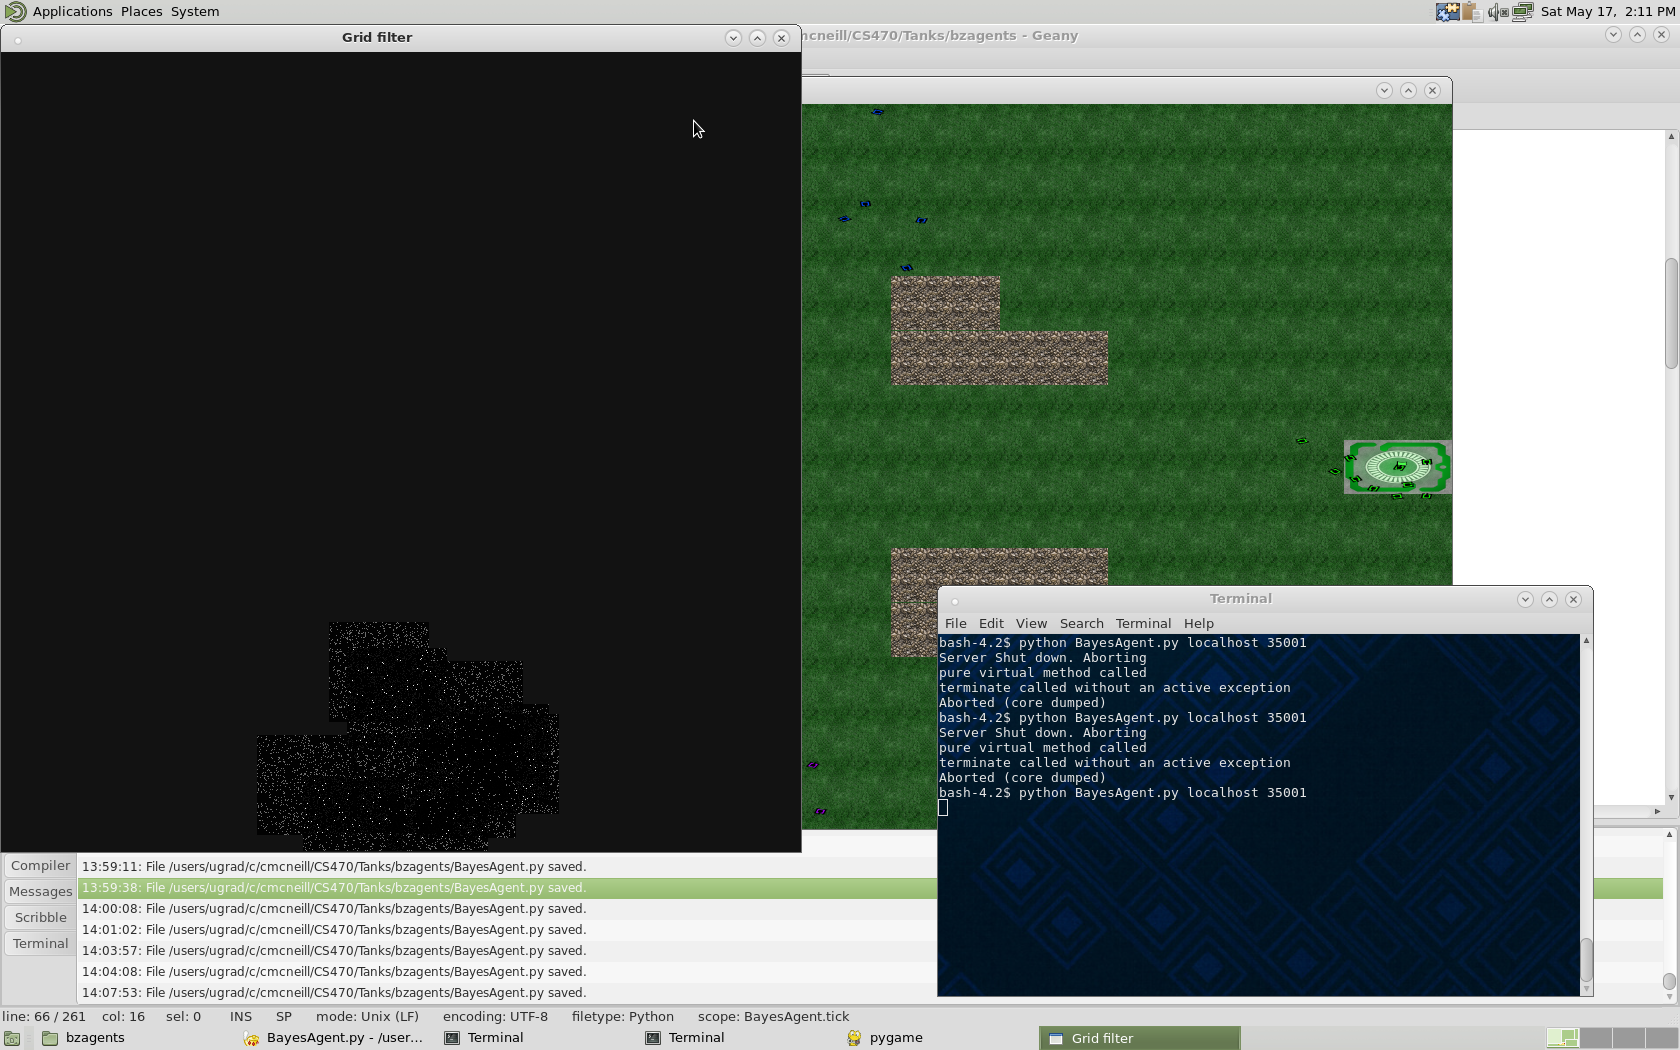 Applications Places System
Sat May 17, 2:11 PM
Grid filter
mcneill/CS470/Tanks/bzagents - Geany
Terminal
File Edit View Search Terminal Help
bash-4.2$ python BayesAgent.py localhost 35001
Server Shut down. Aborting
pure virtual method called
terminate called without an active exception
Aborted (core dumped)
bash-4.2$ python BayesAgent.py localhost 35001
Server Shut down. Aborting
pure virtual method called
terminate called without an active exception
Aborted (core dumped)
bash-4.2$ python BayesAgent.py localhost 35001
Compiler
Messages
Scribble
Terminal
13:59:11: File /users/ugrad/c/cmcneill/CS470/Tanks/bzagents/BayesAgent.py saved.
13:59:38: File /users/ugrad/c/cmcneill/CS470/Tanks/bzagents/BayesAgent.py saved.
14:00:08: File /users/ugrad/c/cmcneill/CS470/Tanks/bzagents/BayesAgent.py saved.
14:01:02: File /users/ugrad/c/cmcneill/CS470/Tanks/bzagents/BayesAgent.py saved.
14:03:57: File /users/ugrad/c/cmcneill/CS470/Tanks/bzagents/BayesAgent.py saved.
14:04:08: File /users/ugrad/c/cmcneill/CS470/Tanks/bzagents/BayesAgent.py saved.
14:07:53: File /users/ugrad/c/cmcneill/CS470/Tanks/bzagents/BayesAgent.py saved.
line: 66 / 261 col: 16 sel: 0 INS SP mode: Unix (LF) encoding: UTF-8 filetype: Python scope: BayesAgent.tick
bzagents
BayesAgent.py - /user...
Terminal
Terminal
pygame
Grid filter